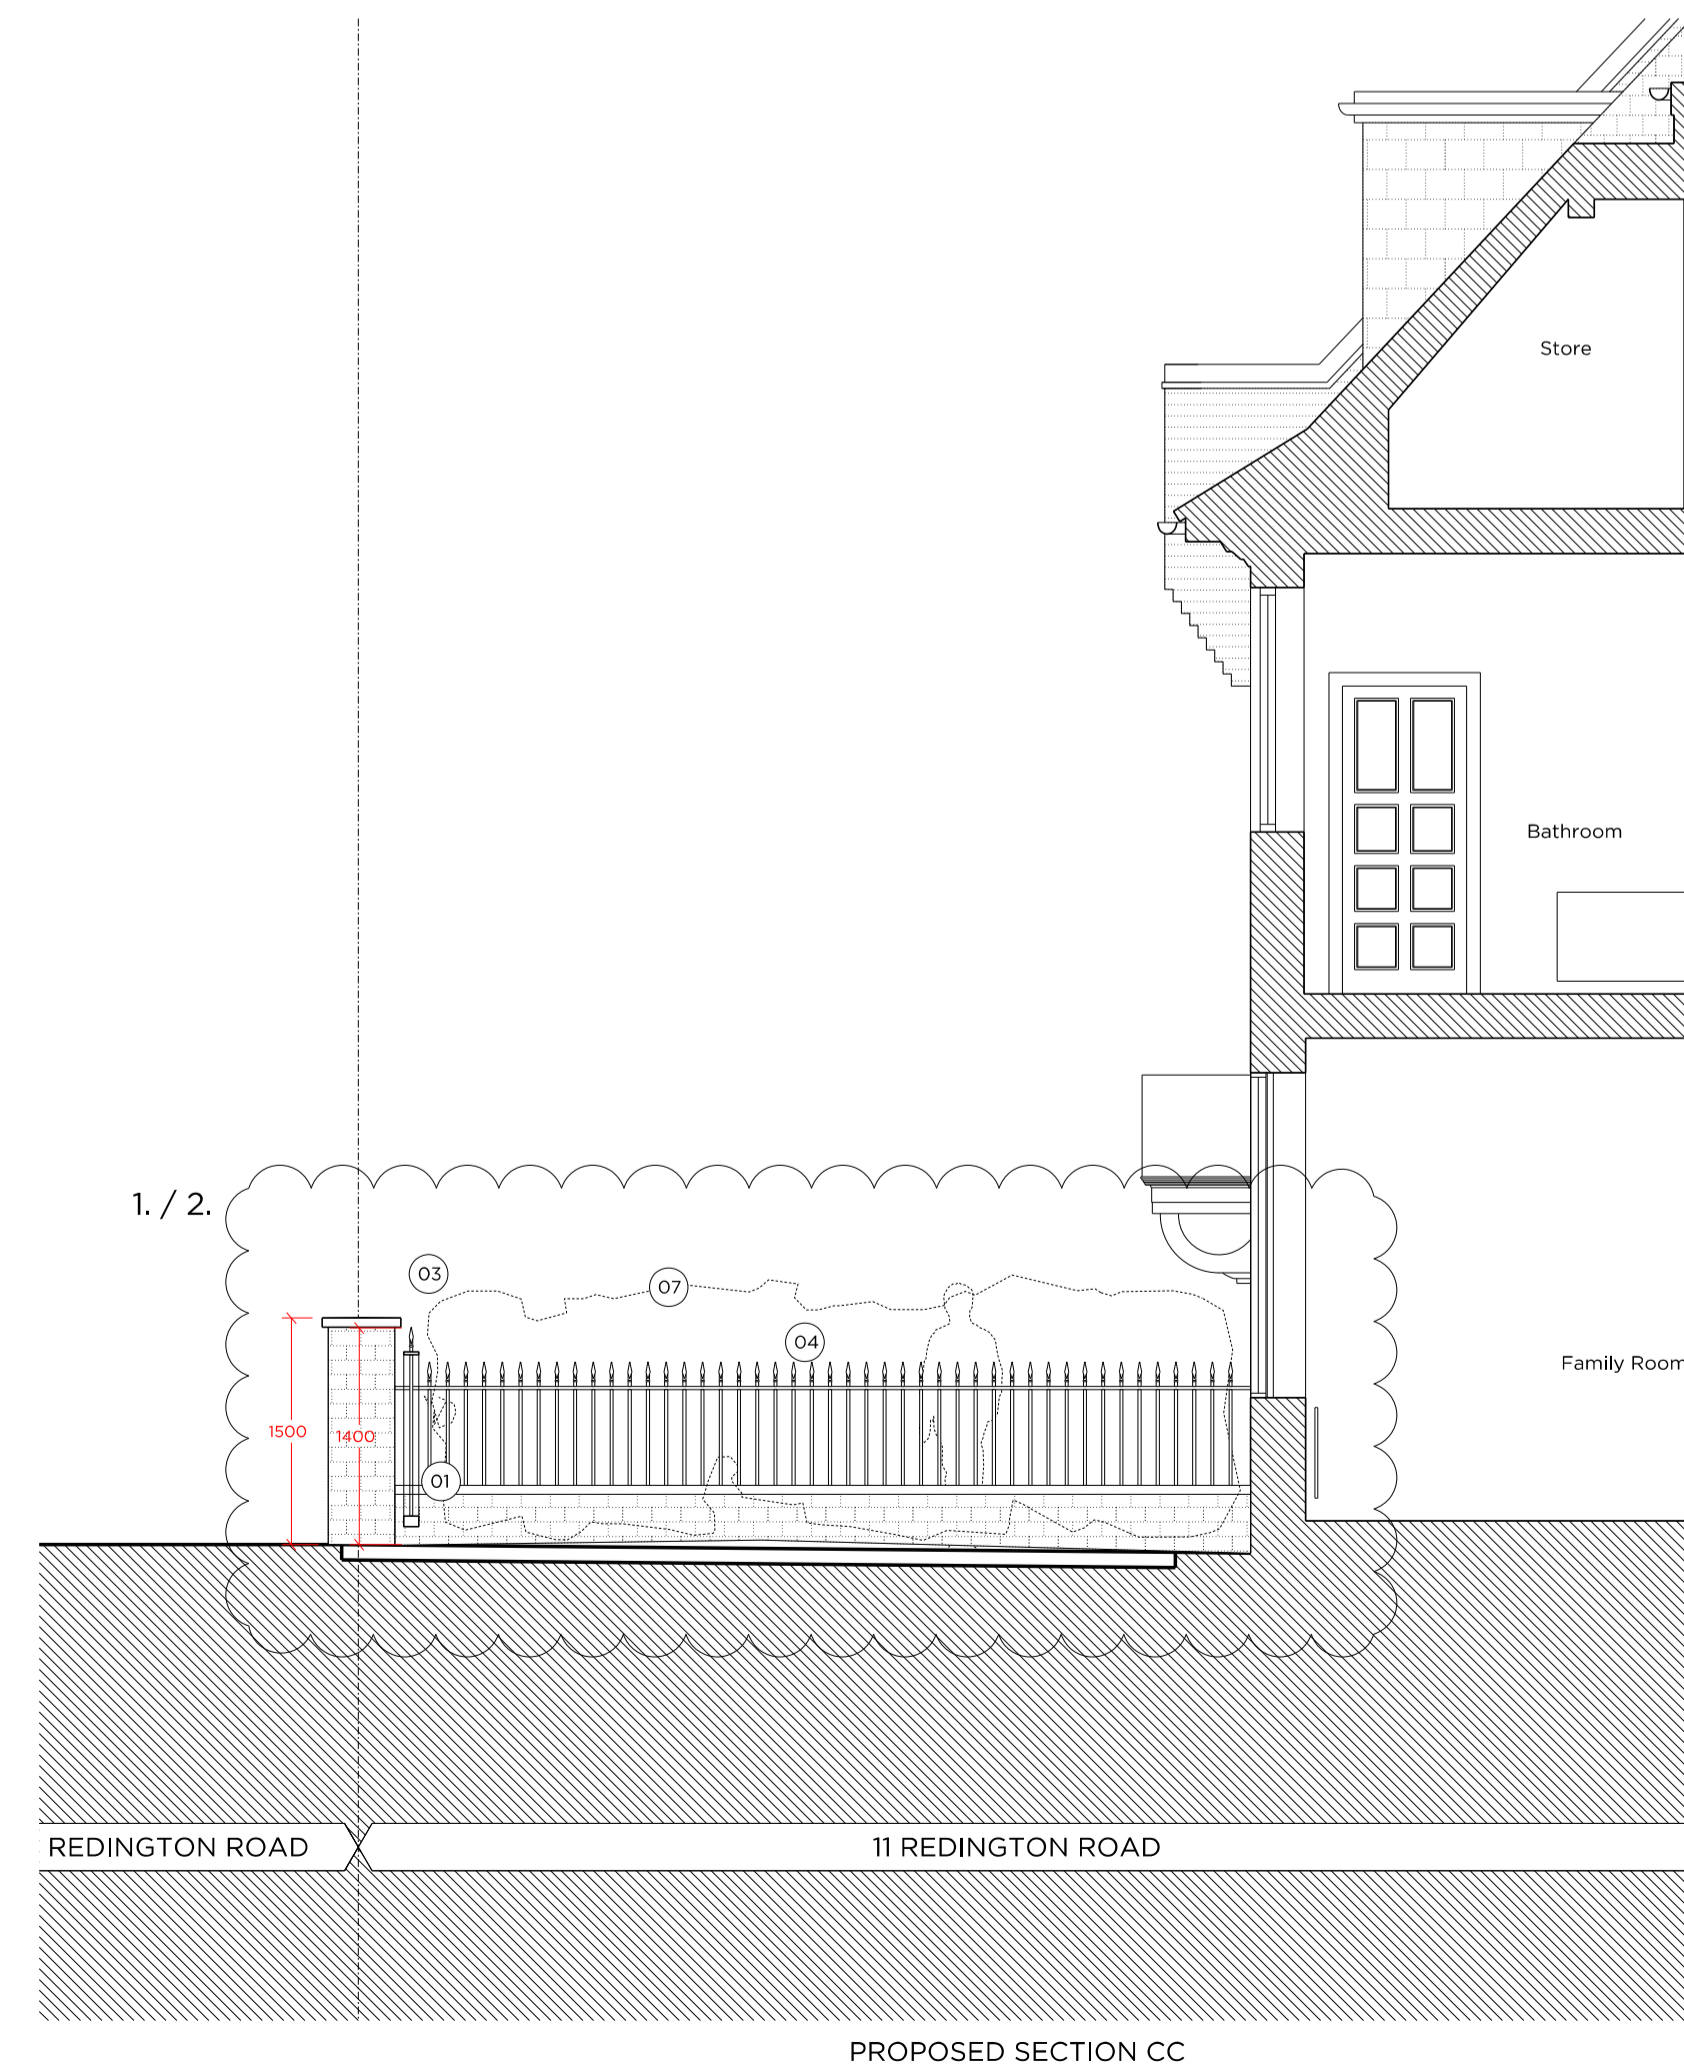 Store
Bathroom
1. / 2.
03
07
04
Family Room
1500
1400
01
REDINGTON ROAD
11 REDINGTON ROAD
PROPOSED SECTION CC